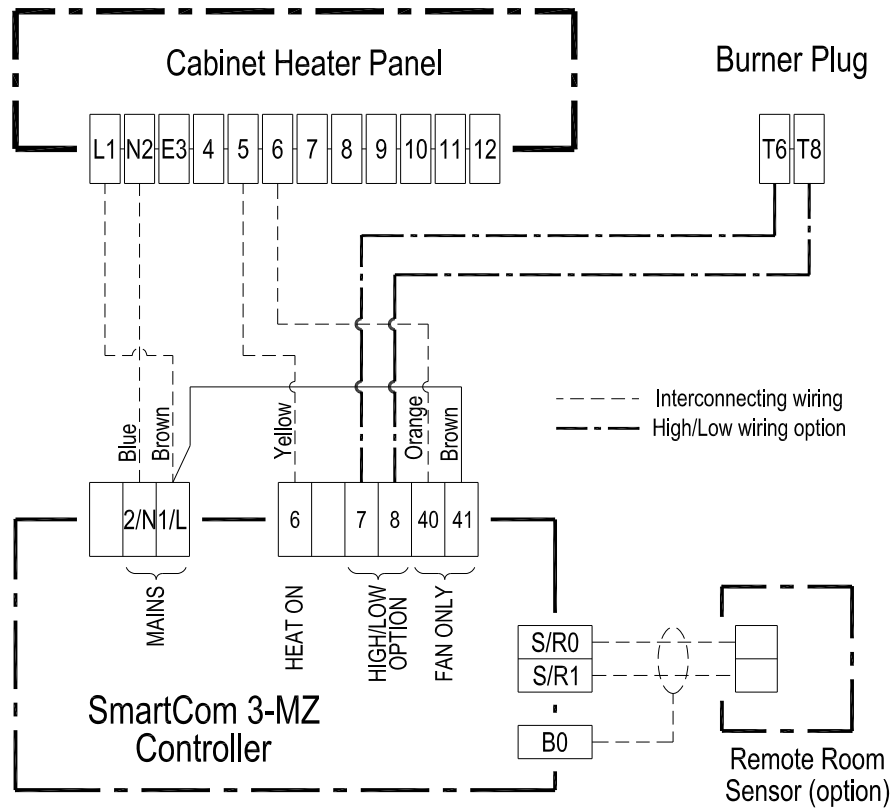 Cabinet Heater Panel
Burner Plug
L1 N2 E3 4 5 6 7 8 9 10 11 12
T6 T8
Interconnecting wiring
High/Low wiring option
Blue
Brown
Yellow
Orange
Brown
2/N 1/L
6 7 8 40 41
MAINS
HEAT ON
HIGH/LOW
OPTION
FAN ONLY
S/R0
S/R1
B0
SmartCom 3-MZ
Controller
Remote Room
Sensor (option)